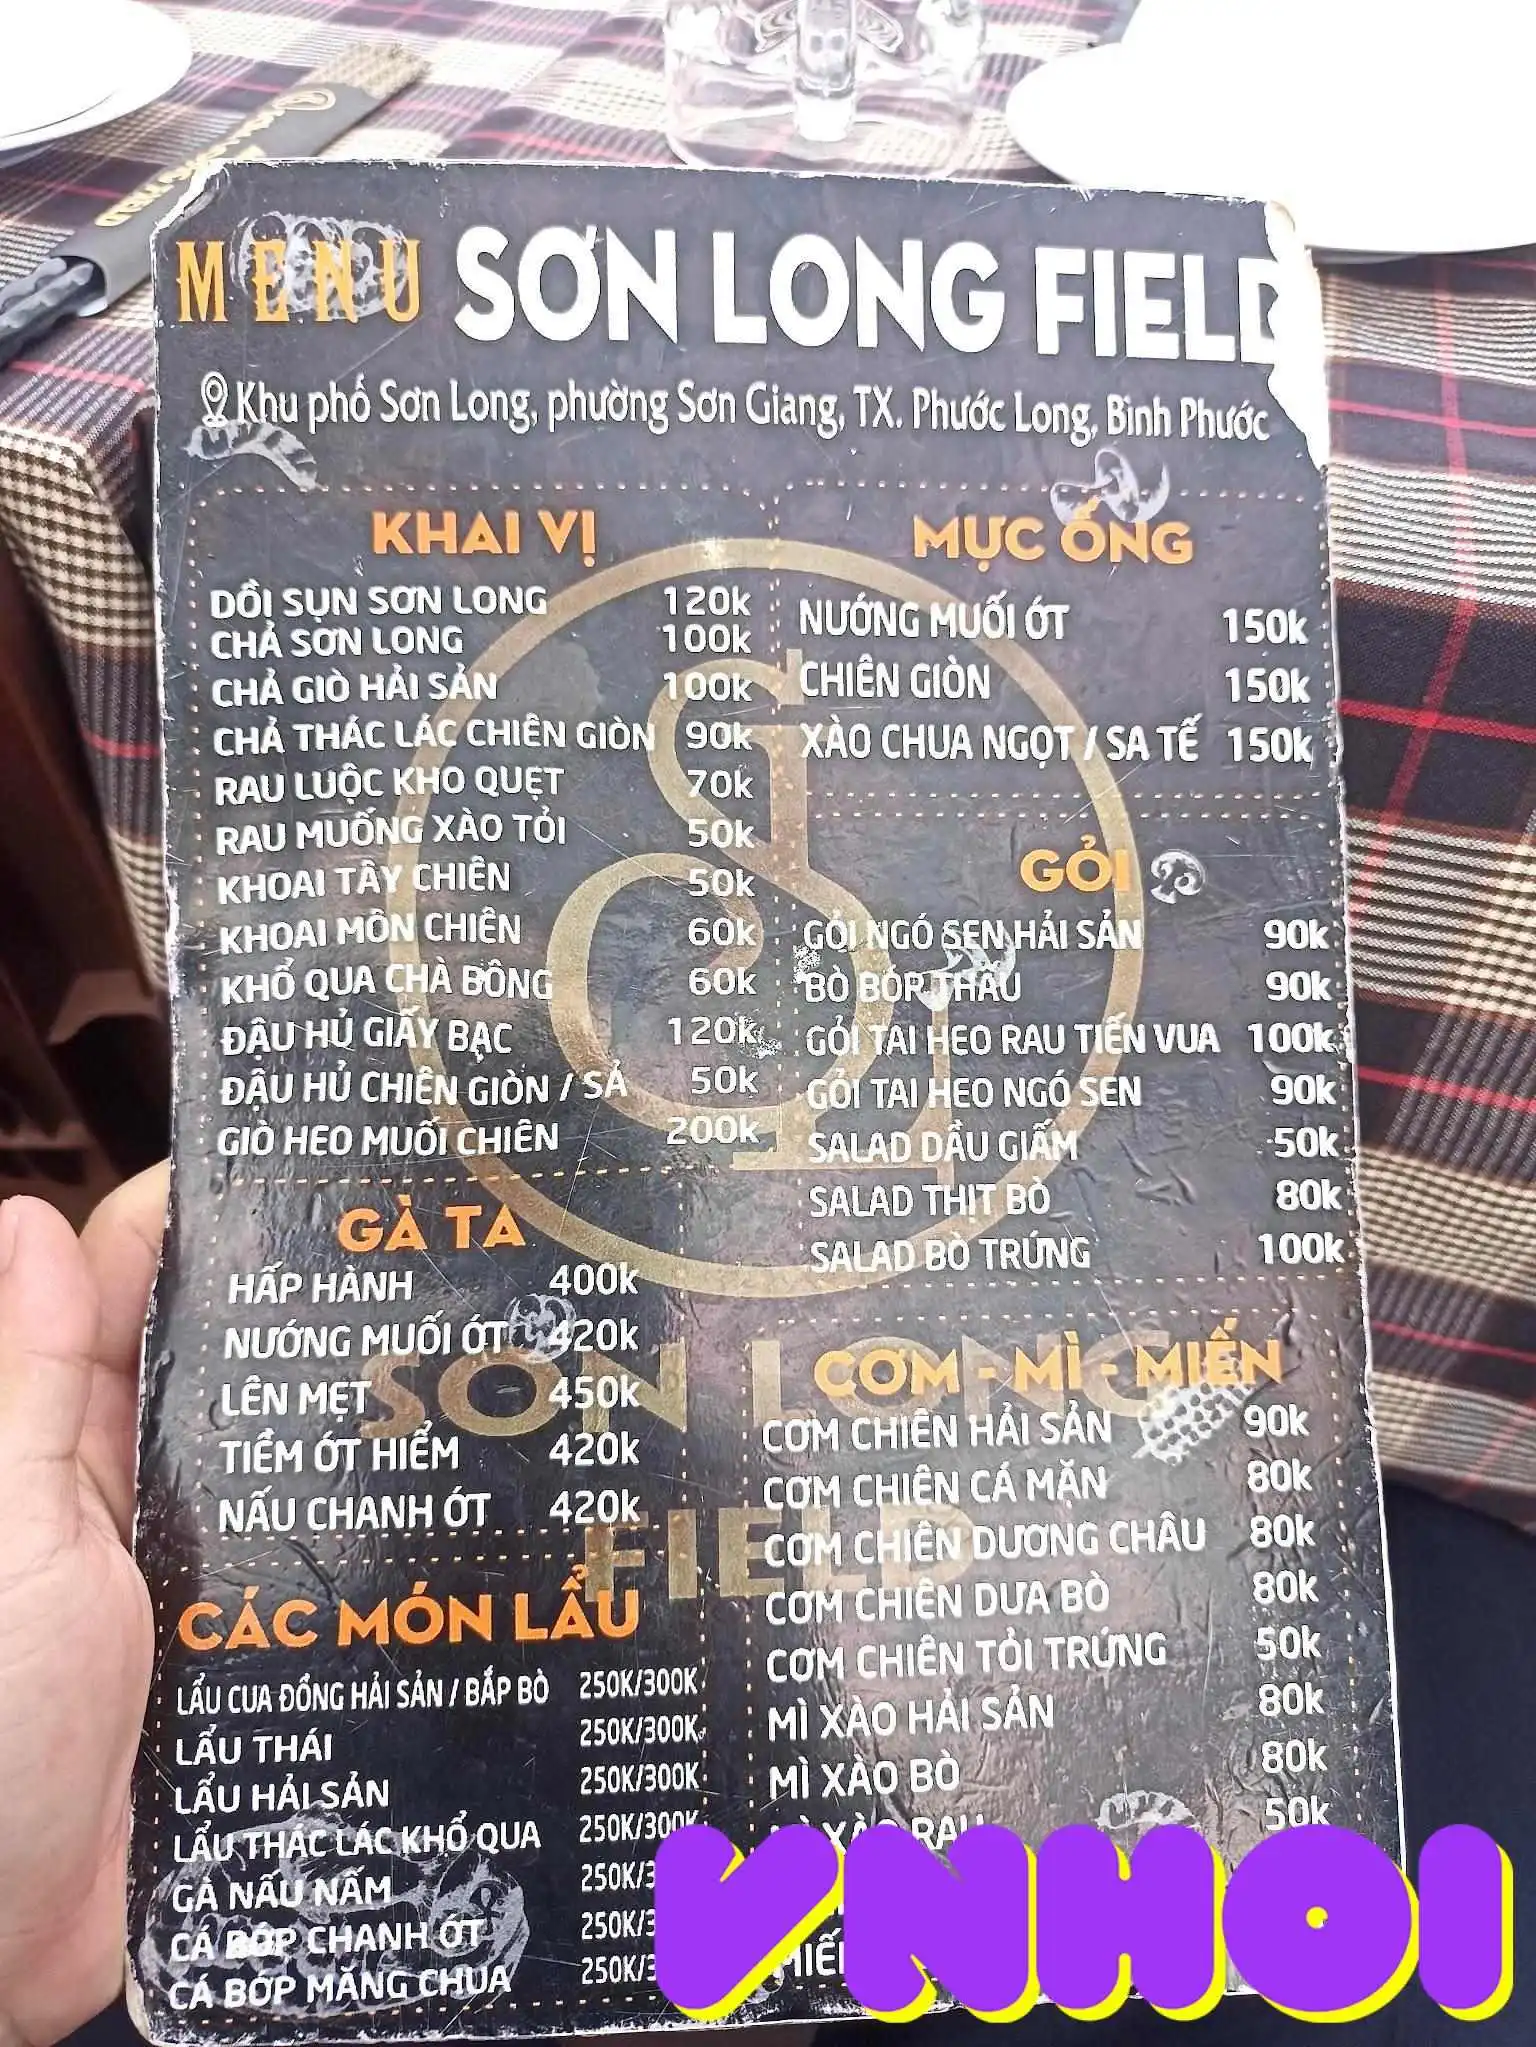 MENU SƠN LONG FIELD
Khu phố Sơn Long, phường Sơn Giang, TX. Phước Long, Bình Phước
KHAI VỊ
DỒI SỤN SƠN LONG 120k
CHẢ SƠN LONG 100k
CHẢ GIÒ HẢI SẢN 100k
CHẢ THÁC LÁC CHIÊN GIÒN 90k
RAU LUỘC KHO QUẸT 70k
RAU MUỐNG XÀO TỎI 50k
KHOAI TÂY CHIÊN 50k
KHOAI MÔN CHIÊN 60k
KHỔ QUA CHÀ BÔNG 60k
ĐẬU HỦ GIẤY BẠC 120k
ĐẬU HỦ CHIÊN GIÒN / SẢ 50k
GIÒ HEO MUỐI CHIÊN 200k
GÀ TA
HẤP HÀNH 400k
NƯỚNG MUỐI ỚT 420k
LÊN MẸT 450k
TIỀM ỚT HIỂM 420k
NẤU CHANH ỚT 420k
CÁC MÓN LẨU
LẨU CUA ĐỒNG HẢI SẢN / BẮP BÒ 250K/300K
LẨU THÁI 250K/300K
LẨU HẢI SẢN 250K/300K
LẨU THÁC LÁC KHỔ QUA 250K/300K
GÀ NẤU NẤM 250K/
CÁ BỚP CHANH ỚT 250K/
CÁ BỚP MĂNG CHUA 250K/
MỰC ỐNG
NƯỚNG MUỐI ỚT 150k
CHIÊN GIÒN 150k
XÀO CHUA NGỌT / SA TẾ 150k
GỎI
GỎI NGÓ SEN HẢI SẢN 90k
BÒ BÓP THẤU 90k
GỎI TAI HEO RAU TIẾN VUA 100k
GỎI TAI HEO NGÓ SEN 90k
SALAD DẦU GIẤM 50k
SALAD THỊT BÒ 80k
SALAD BÒ TRỨNG 100k
CƠM - MÌ - MIẾN
CƠM CHIÊN HẢI SẢN 90k
CƠM CHIÊN CÁ MẶN 80k
CƠM CHIÊN DƯƠNG CHÂU 80k
CƠM CHIÊN DƯA BÒ 80k
CƠM CHIÊN TỎI TRỨNG 50k
MÌ XÀO HẢI SẢN 80k
MÌ XÀO BÒ 80k
MÌ XÀO RAU 50k
VNHOI